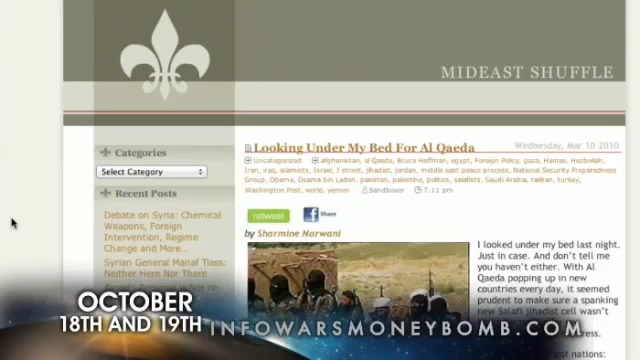 MIDEAST SHUFFLE
Categories
Select Category
Recent Posts
Debate on Syria: Chemical
Weapons, Foreign
Intervention, Regime
Change and More..
Syrian General Manaf Tlass:
Neither Here Nor There
Looking Under My Bed For Al Qaeda
Wednesday, Mar 10 2010
Uncategorized afghanistan, al Qaeda, Bruce Hoffman, egypt, Foreign Policy, gaza, Hamas, Hezbollah,
Iran, iraq, islamists, Israel, J street, jihadist, jordan, middle east peace process, National Security Preparedness
Group, Obama, Osama bin Laden, pakistan, palestine, politics, salafists, Saudi Arabia, taliban, turkey,
Washington Post, world, yemen Sandboxer 7:11 pm
retweet
Share
by Sharmine Narwani
I looked under my bed last night.
Just in case. And don't tell me
you haven't either. With Al
Qaeda popping up in new
countries every day, it seemed
prudent to make sure a spanking
new Salafi jihadist cell wasn't
nations:
OCTOBER
18TH AND 19TH
INFOWARSMONEYBOMB.COM